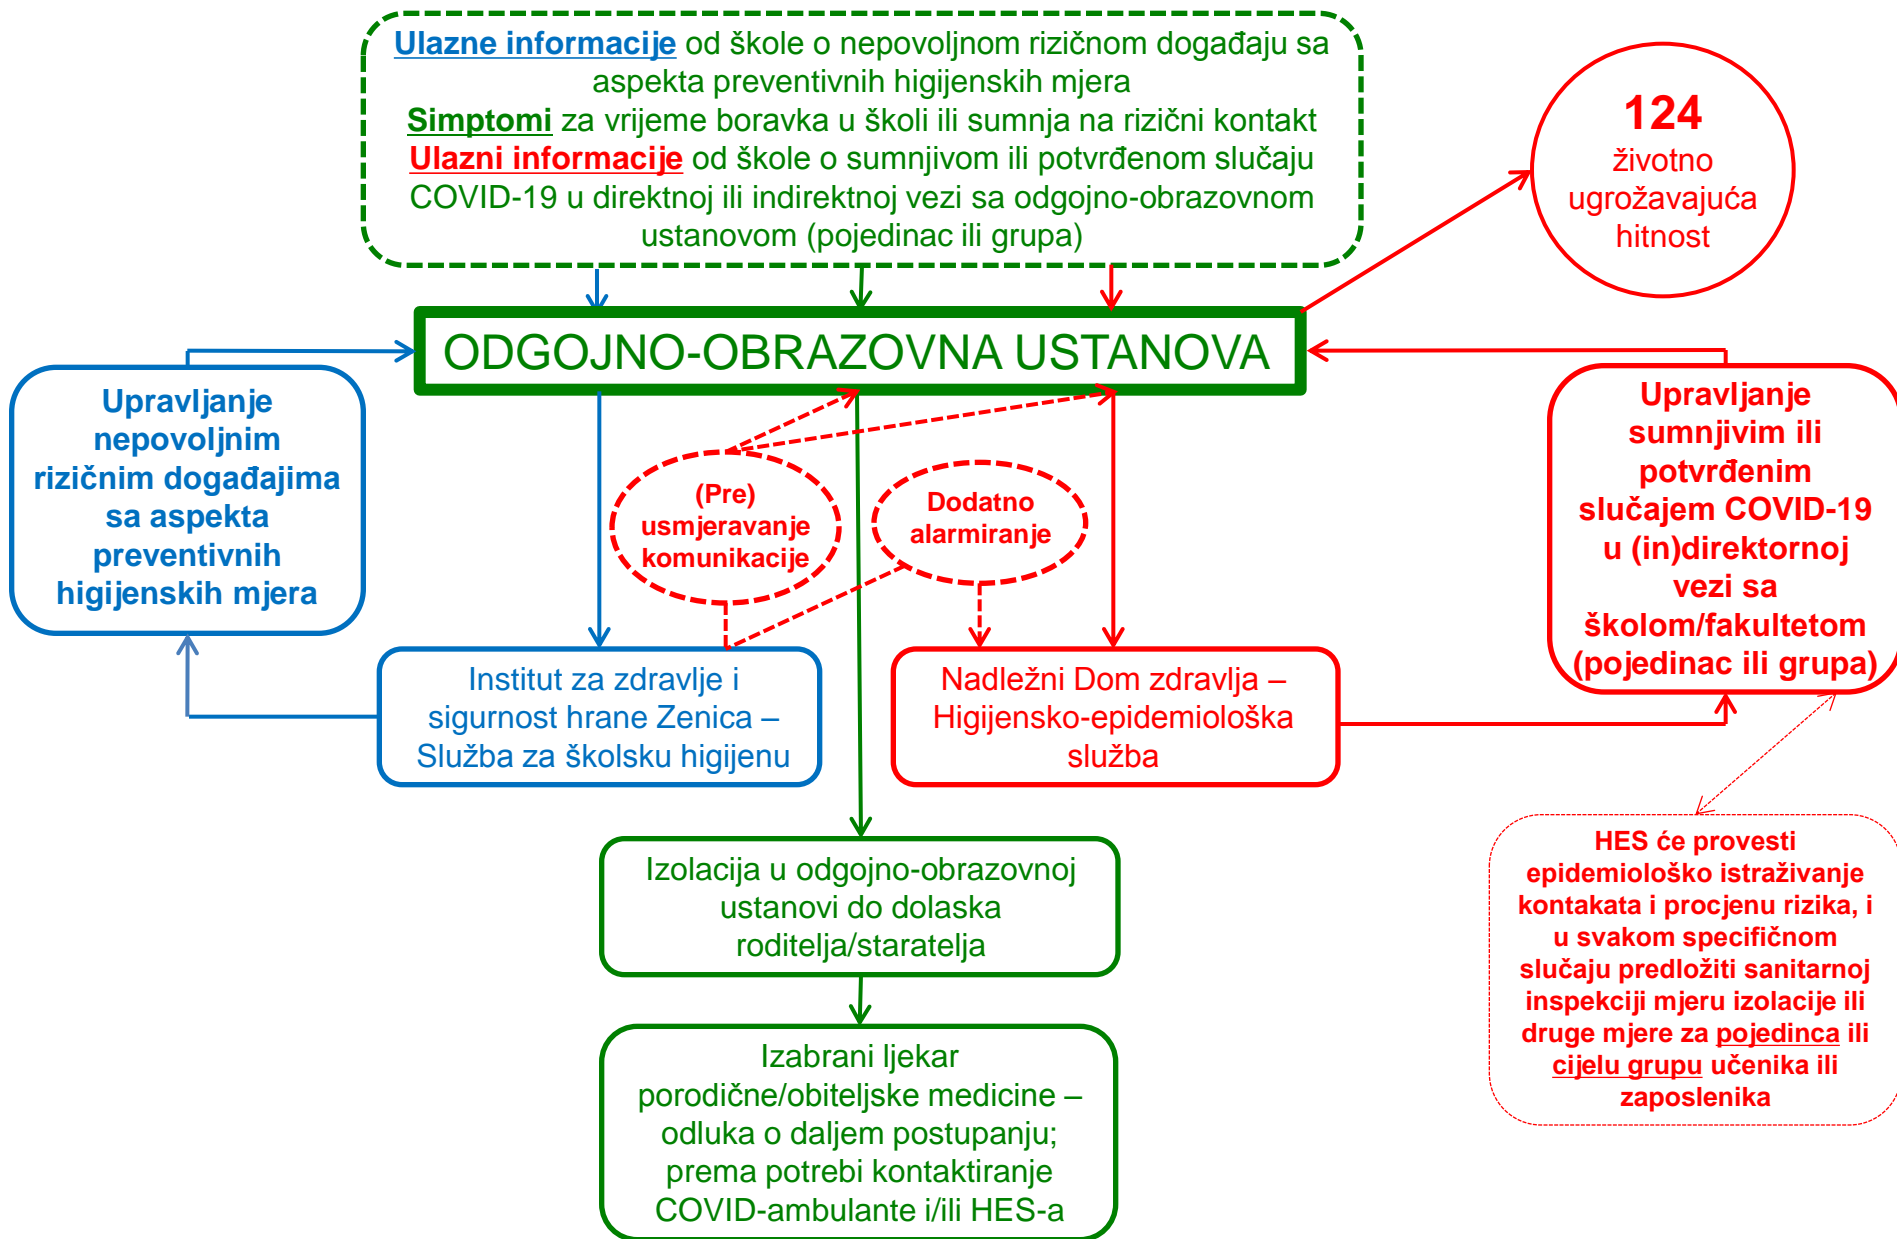 Ulazne informacije od škole o nepovoljnom rizičnom događaju sa
aspekta preventivnih higijenskih mjera
Simptomi za vrijeme boravka u školi ili sumnja na rizični kontakt
Ulazni informacije od škole o sumnjivom ili potvrđenom slučaju
COVID-19 u direktnoj ili indirektnoj vezi sa odgojno-obrazovnom
ustanovom (pojedinac ili grupa)
124
životno
ugrožavajuća
hitnost
ODGOJNO-OBRAZOVNA USTANOVA
Upravljanje
nepovoljnim
rizičnim događajima
sa aspekta
preventivnih
higijenskih mjera
(Pre)
usmjeravanje
komunikacije
Dodatno
alarmiranje
Upravljanje
sumnjivim ili
potvrđenim
slučajem COVID-19
u (in)direktornoj
vezi sa
školom/fakultetom
(pojedinac ili grupa)
Institut za zdravlje i
sigurnost hrane Zenica –
Služba za školsku higijenu
Nadležni Dom zdravlja –
Higijensko-epidemiološka
služba
Izolacija u odgojno-obrazovnoj
ustanovi do dolaska
roditelja/staratelja
HES će provesti
epidemiološko istraživanje
kontakata i procjenu rizika, i
u svakom specifičnom
slučaju predložiti sanitarnoj
inspekciji mjeru izolacije ili
druge mjere za pojedinca ili
cijelu grupu učenika ili
zaposlenika
Izabrani ljekar
porodične/obiteljske medicine –
odluka o daljem postupanju;
prema potrebi kontaktiranje
COVID-ambulante i/ili HES-a